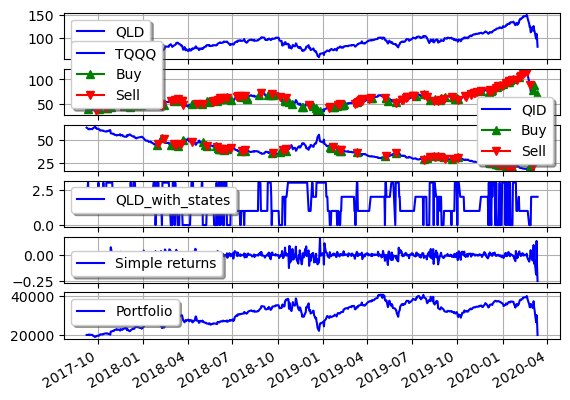 150
100
QLD
TQQQ
Buy
Sell
100
50
QID
Buy
Sell
50
25
2.5
0.0
QLD_with_states
0.00
−0.25
Simple returns
40000
20000
Portfolio
2017-10
2018-01
2018-04
2018-07
2018-10
2019-01
2019-04
2019-07
2019-10
2020-01
2020-04